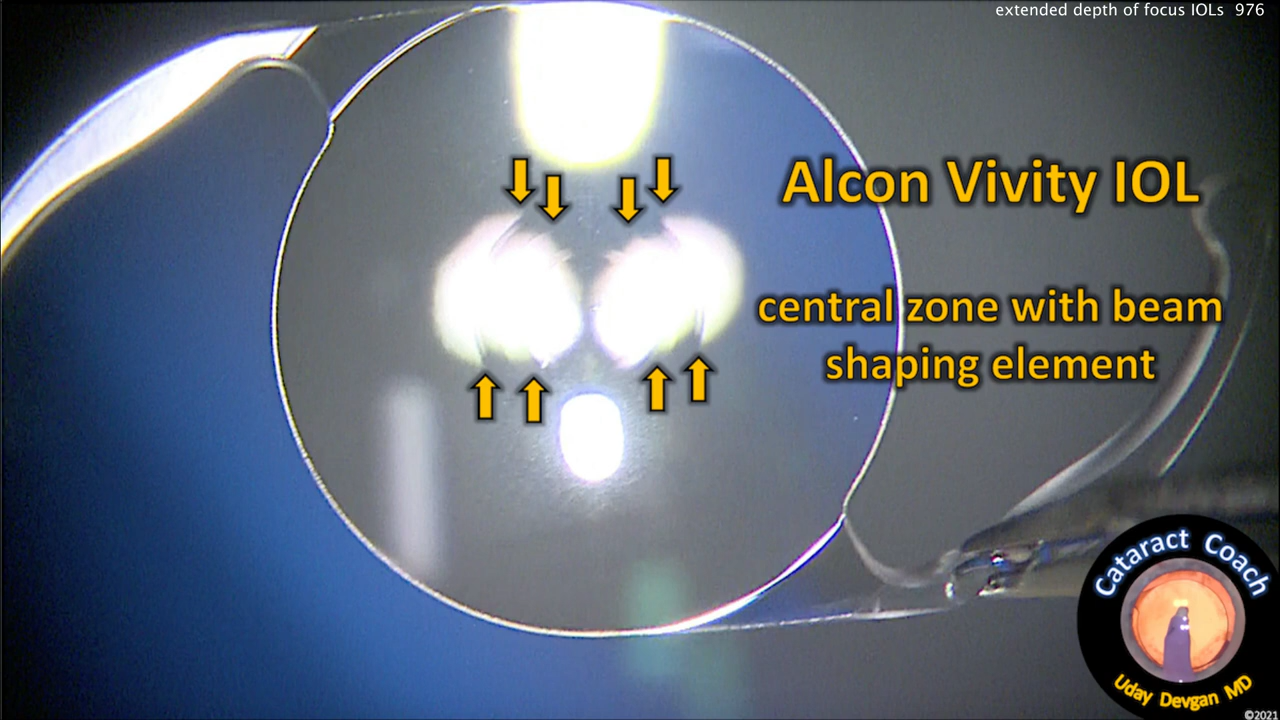 extended depth of focus IOLs 976
Alcon Vivity IOL
central zone with beam
shaping element
Cataract Coach
Uday Devgan MD
©2021